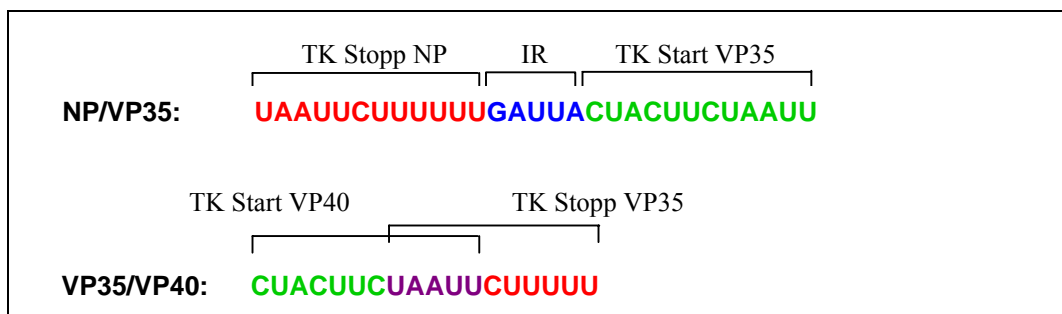 TK Stopp NP IR TK Start VP35
NP/VP35: UAAUUCUUUUUUGAUUACUACUUCUAAUU
TK Start VP40 TK Stopp VP35
VP35/VP40: CUACUUCUAAUUCUUUUU